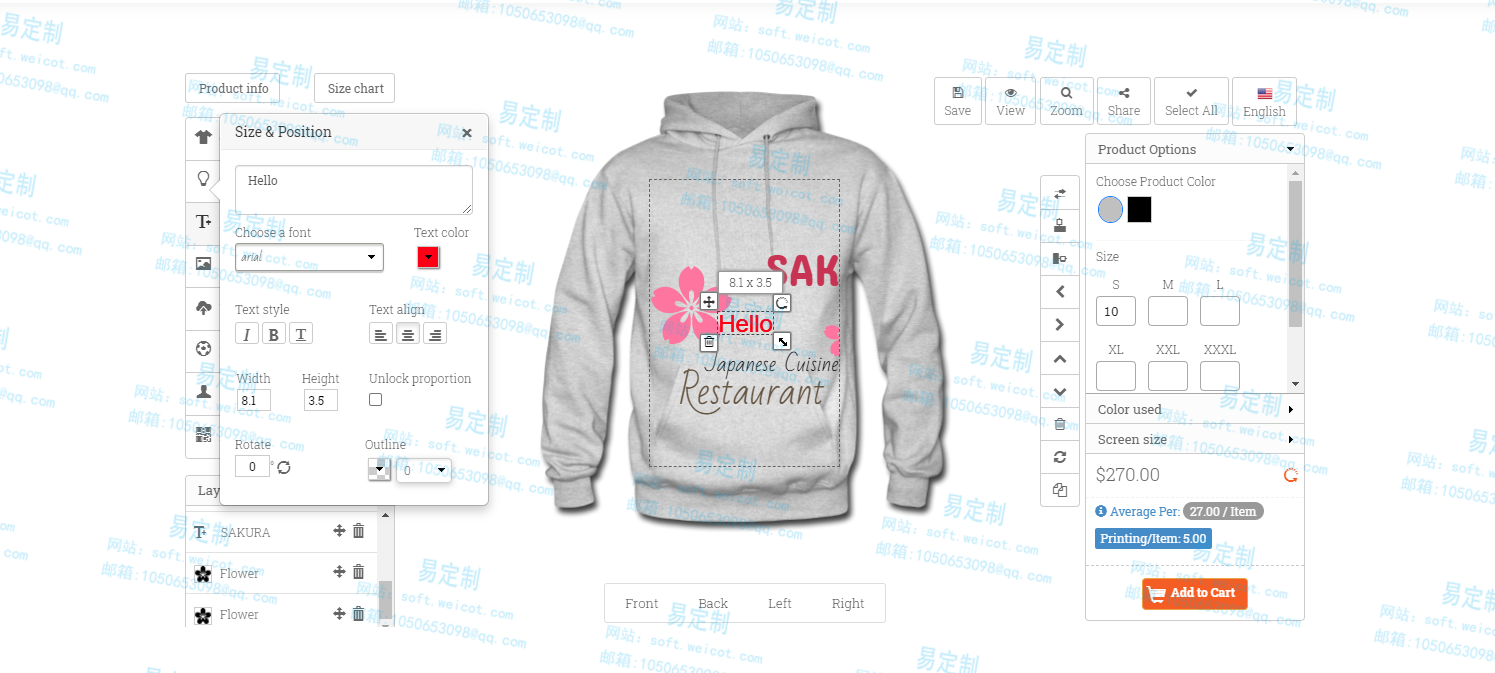 Product info
Size chart
Save
View
Zoom
Share
Select All
English
Size & Position
Hello
Choose a font
Text color
arial
Text style
Text align
I B T
Width
Height
Unlock proportion
8.1
3.5
Rotate
Outline
0 °
0
Lay
SAKURA
Flower
Flower
SAK
8.1 x 3.5
Hello
Japanese Cuisine
Restaurant
Front
Back
Left
Right
Product Options
Choose Product Color
Size
S M L
10
XL XXL XXXL
Color used
Screen size
$270.00
Average Per: 27.00 / Item
Printing/Item: 5.00
Add to Cart
易定制
网站: soft.weicot.com
邮箱:1050653098@qq.com